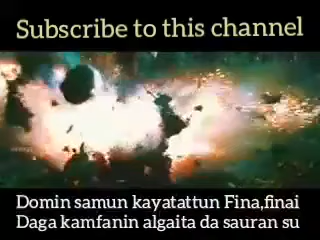 Subscribe to this channel
Domin samun kayatattun Fina,finai
Daga kamfanin algaita da sauran su